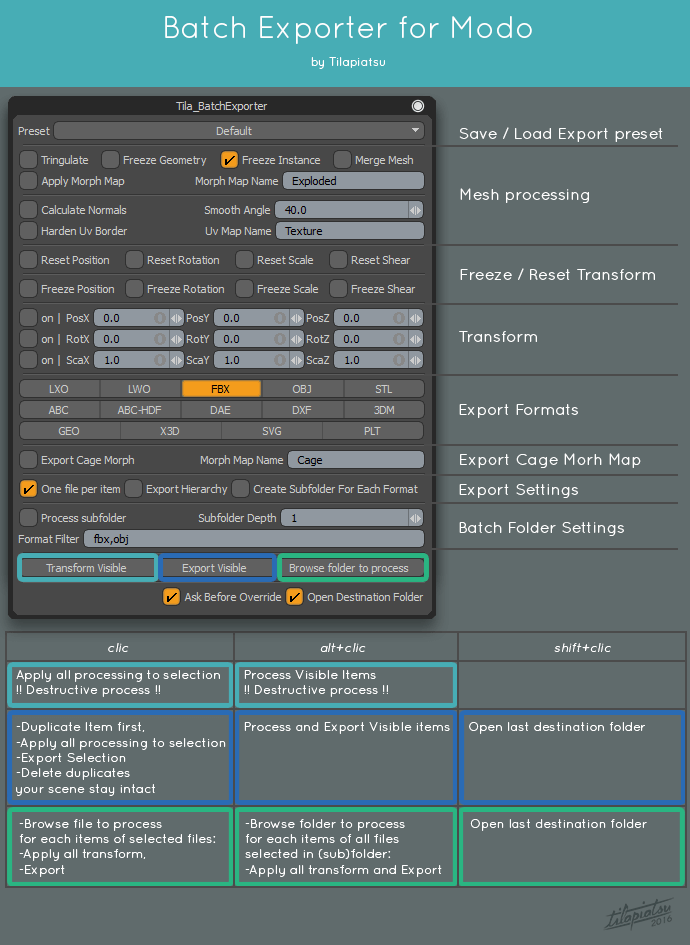 Batch Exporter for Modo
by Tilapiatsu
Tila_BatchExporter
Preset Default
Save / Load Export preset
Tringulate Freeze Geometry Freeze Instance Merge Mesh
Apply Morph Map Morph Map Name Exploded
Mesh processing
Calculate Normals Smooth Angle 40.0
Harden Uv Border Uv Map Name Texture
Reset Position Reset Rotation Reset Scale Reset Shear
Freeze / Reset Transform
Freeze Position Freeze Rotation Freeze Scale Freeze Shear
on | PosX 0.0 PosY 0.0 PosZ 0.0
on | RotX 0.0 RotY 0.0 RotZ 0.0
Transform
on | ScaX 1.0 ScaY 1.0 ScaZ 1.0
LXO LWO FBX OBJ STL
ABC ABC-HDF DAE DXF 3DM
Export Formats
GEO X3D SVG PLT
Export Cage Morph Morph Map Name Cage
Export Cage Morh Map
One file per item Export Hierarchy Create Subfolder For Each Format
Export Settings
Process subfolder Subfolder Depth 1
Batch Folder Settings
Format Filter fbx,obj
Transform Visible Export Visible Browse folder to process
Ask Before Override Open Destination Folder
clic alt+clic shift+clic
Apply all processing to selection
!! Destructive process !!
Process Visible Items
!! Destructive process !!
-Duplicate Item first,
-Apply all processing to selection
-Export Selection
-Delete duplicates
your scene stay intact
Process and Export Visible items
Open last destination folder
-Browse file to process
for each items of selected files:
-Apply all transform,
-Export
-Browse folder to process
for each items of all files
selected in (sub)folder:
-Apply all transform and Export
Open last destination folder
tilapiatsu
2016